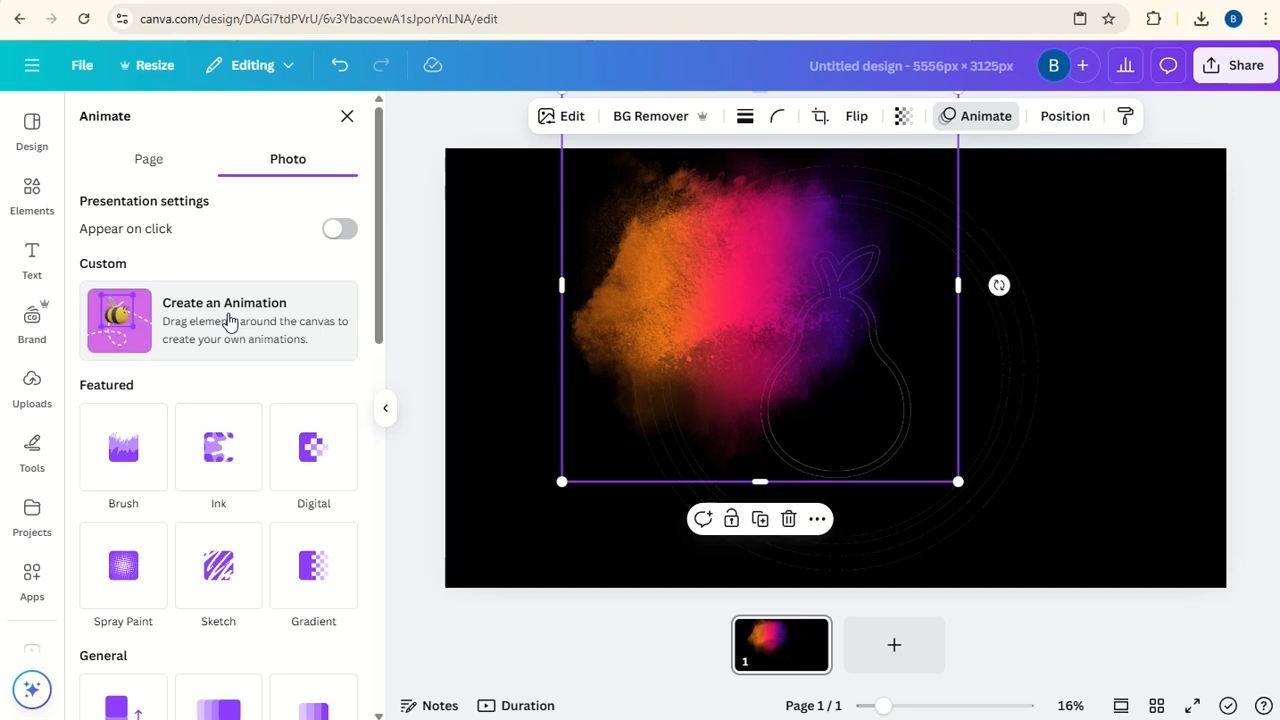 canva.com/design/DAGi7tdPVrU/6v3YbacoewA1sJporYnLNA/edit
B
File
Resize
Editing
Untitled design - 5556px × 3125px
B
Share
Design
Elements
Text
Brand
Uploads
Tools
Projects
Apps
Animate
Page
Photo
Presentation settings
Appear on click
Custom
Create an Animation
Drag elements around the canvas to
create your own animations.
Featured
Brush
Ink
Digital
Spray Paint
Sketch
Gradient
General
Edit
BG Remover
Flip
Animate
Position
1
Notes
Duration
Page 1 / 1
16%